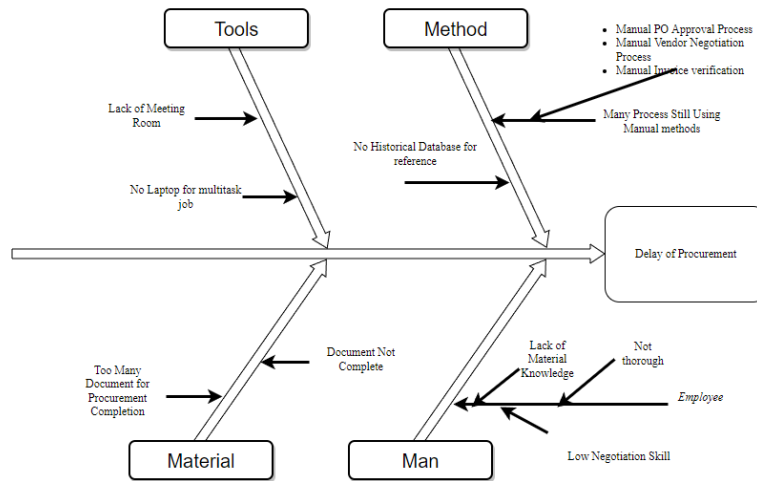 Tools
Method
• Manual PO Approval Process
• Manual Vendor Negotiation
Process
• Manual Invoice verification
Lack of Meeting
Room
Many Process Still Using
Manual methods
No Historical Database for
reference
No Laptop for multitask
job
Delay of Procurement
Document Not
Complete
Too Many
Document for
Procurement
Completion
Lack of
Material
Knowledge
Not
thorough
Employee
Low Negotiation Skill
Material
Man